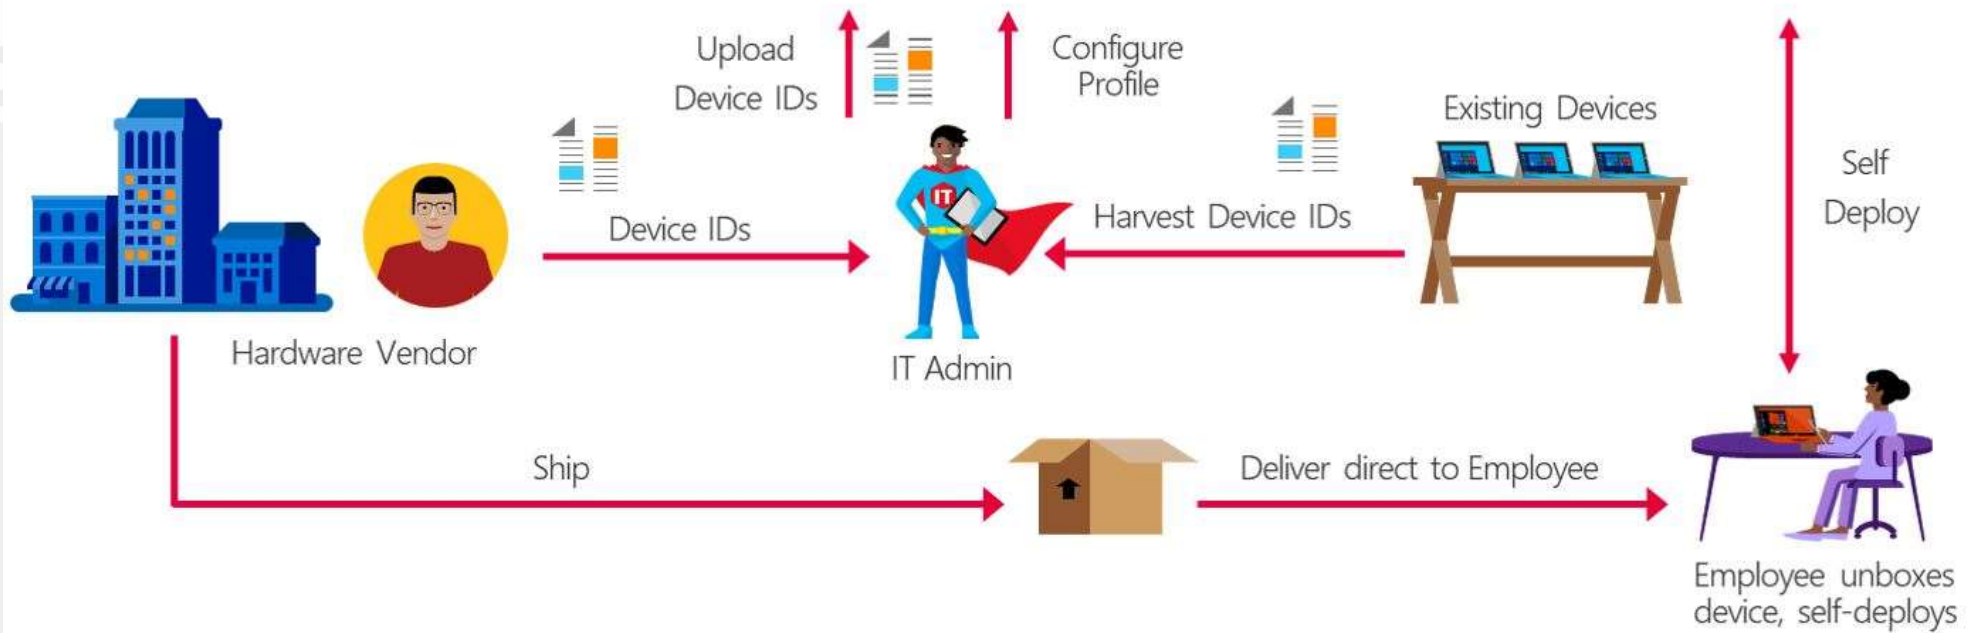 Upload
Device IDs
Configure
Profile
Existing Devices
Self
Deploy
Device IDs
IT
Harvest Device IDs
Hardware Vendor
IT Admin
Ship
Deliver direct to Employee
Employee unboxes
device, self-deploys